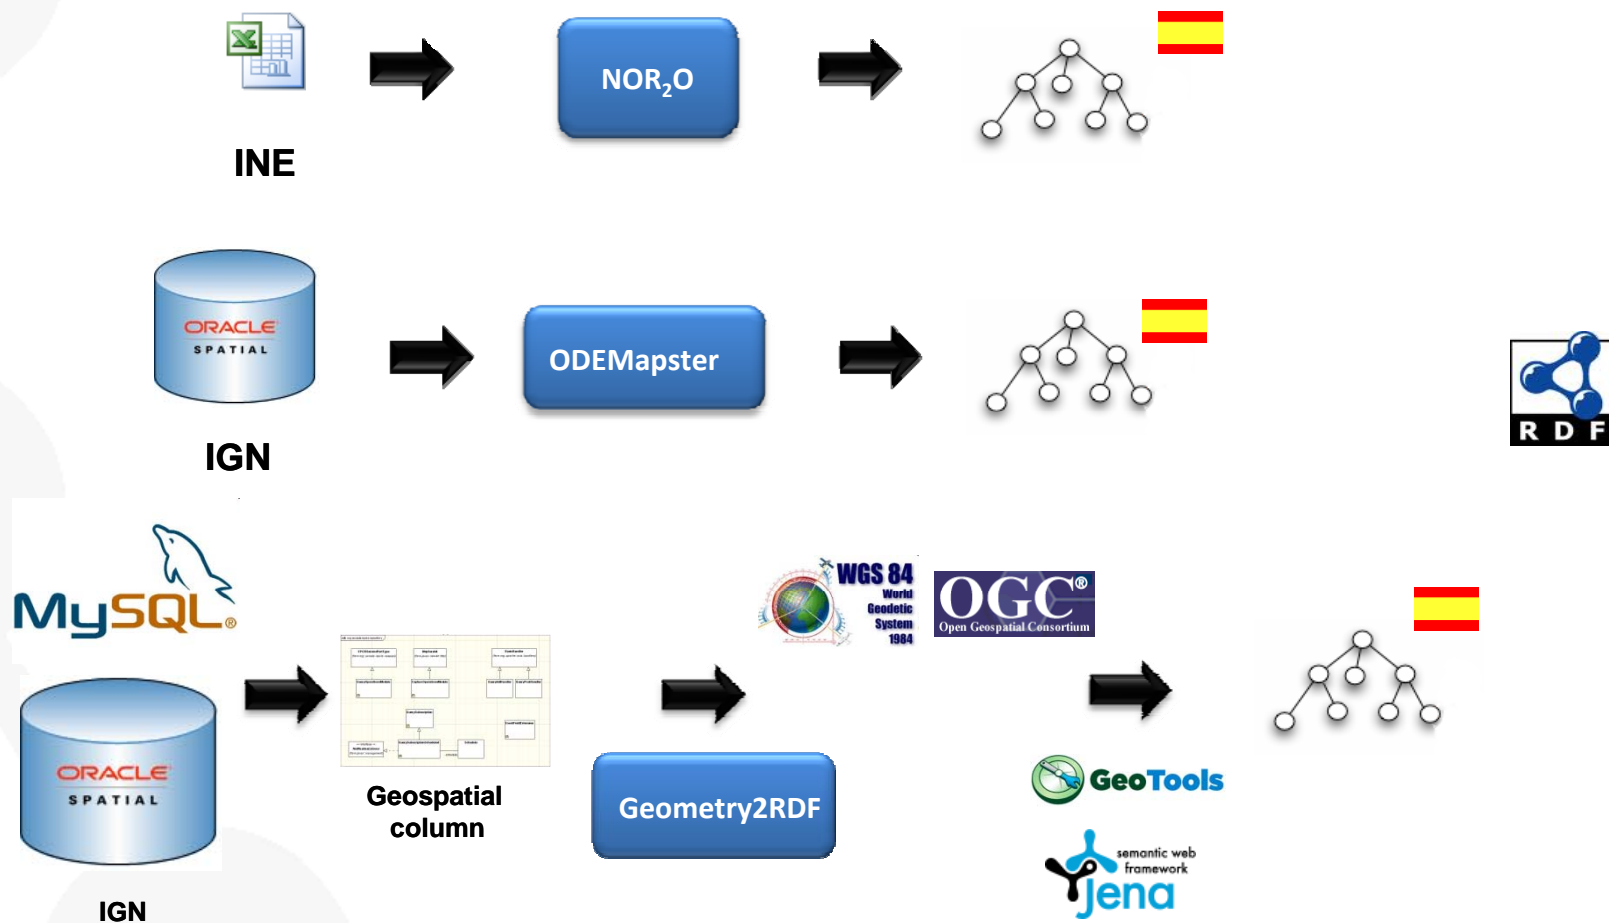 NOR₂O
INE
ORACLE
SPATIAL
ODEMapster
IGN
RDF
MySQL®
WGS 84
World
Geodetic
System
1984
OGC®
Open Geospatial Consortium
ORACLE
SPATIAL
Geospatial
column
Geometry2RDF
GeoTools
semantic web
framework
Jena
IGN